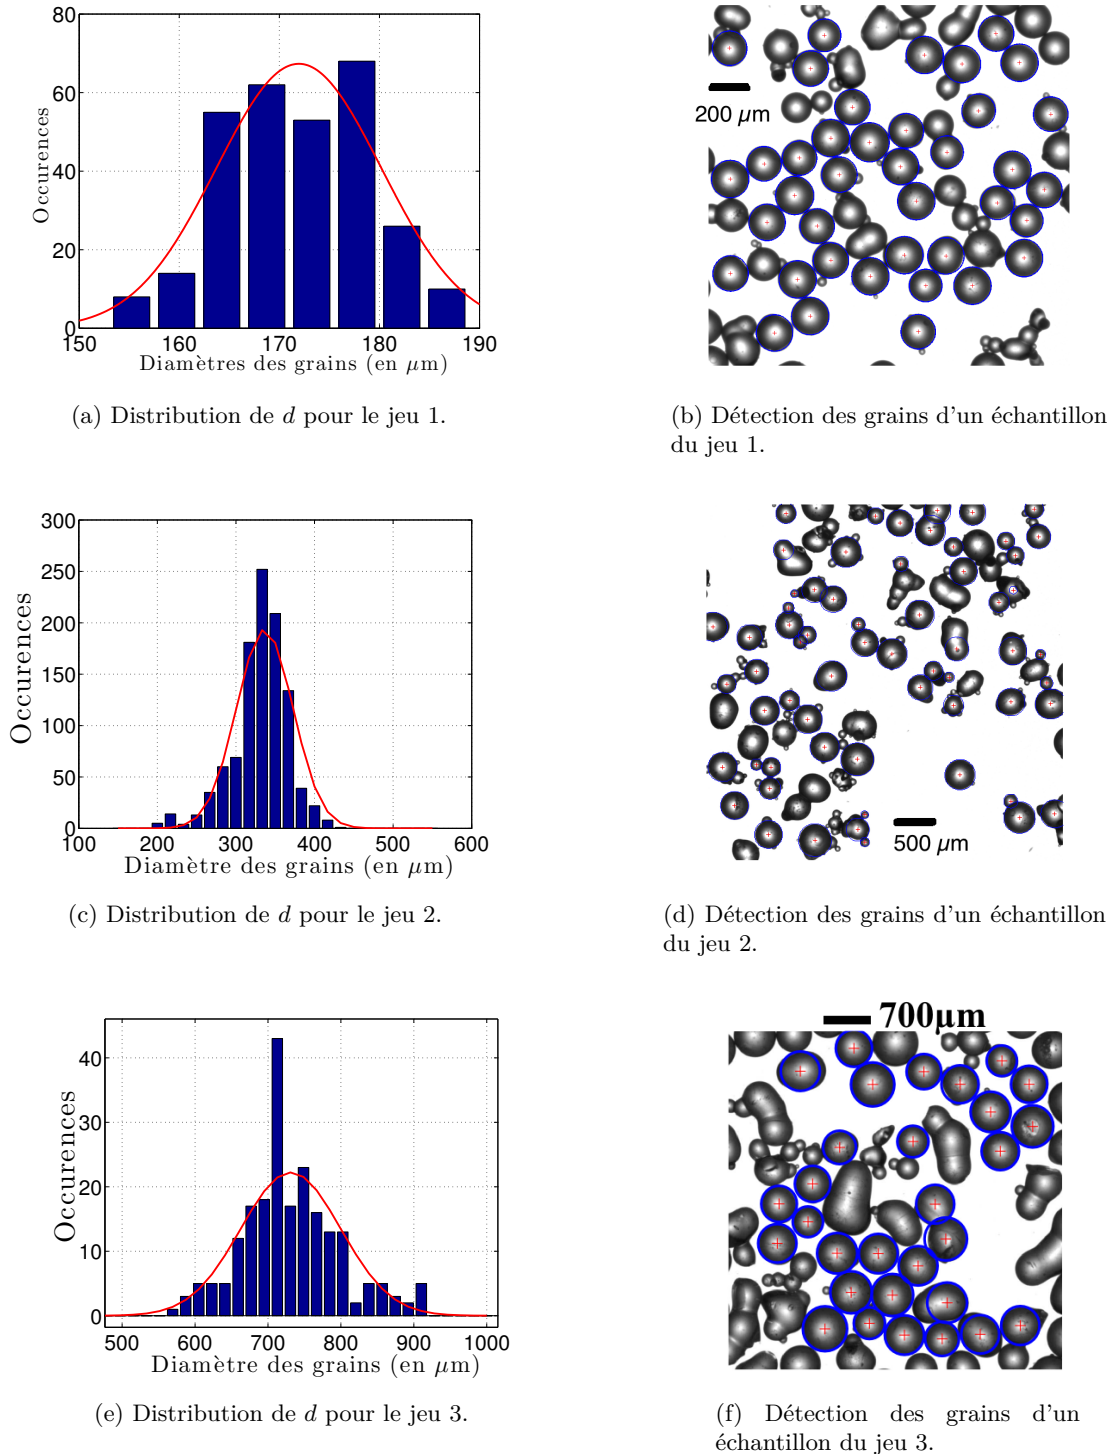 80
60
40
20
0
150 160 170 180 190
Occurences
Diamètres des grains (en μm)
200 μm
(a) Distribution de d pour le jeu 1.
(b) Détection des grains d'un échantillon
du jeu 1.
300
250
200
150
100
50
0
100 200 300 400 500 600
Occurences
Diamètre des grains (en μm)
500 μm
(c) Distribution de d pour le jeu 2.
(d) Détection des grains d'un échantillon
du jeu 2.
40
30
20
10
0
500 600 700 800 900 1000
Occurences
Diamètre des grains (en μm)
700μm
(e) Distribution de d pour le jeu 3.
(f) Détection des grains d'un
échantillon du jeu 3.